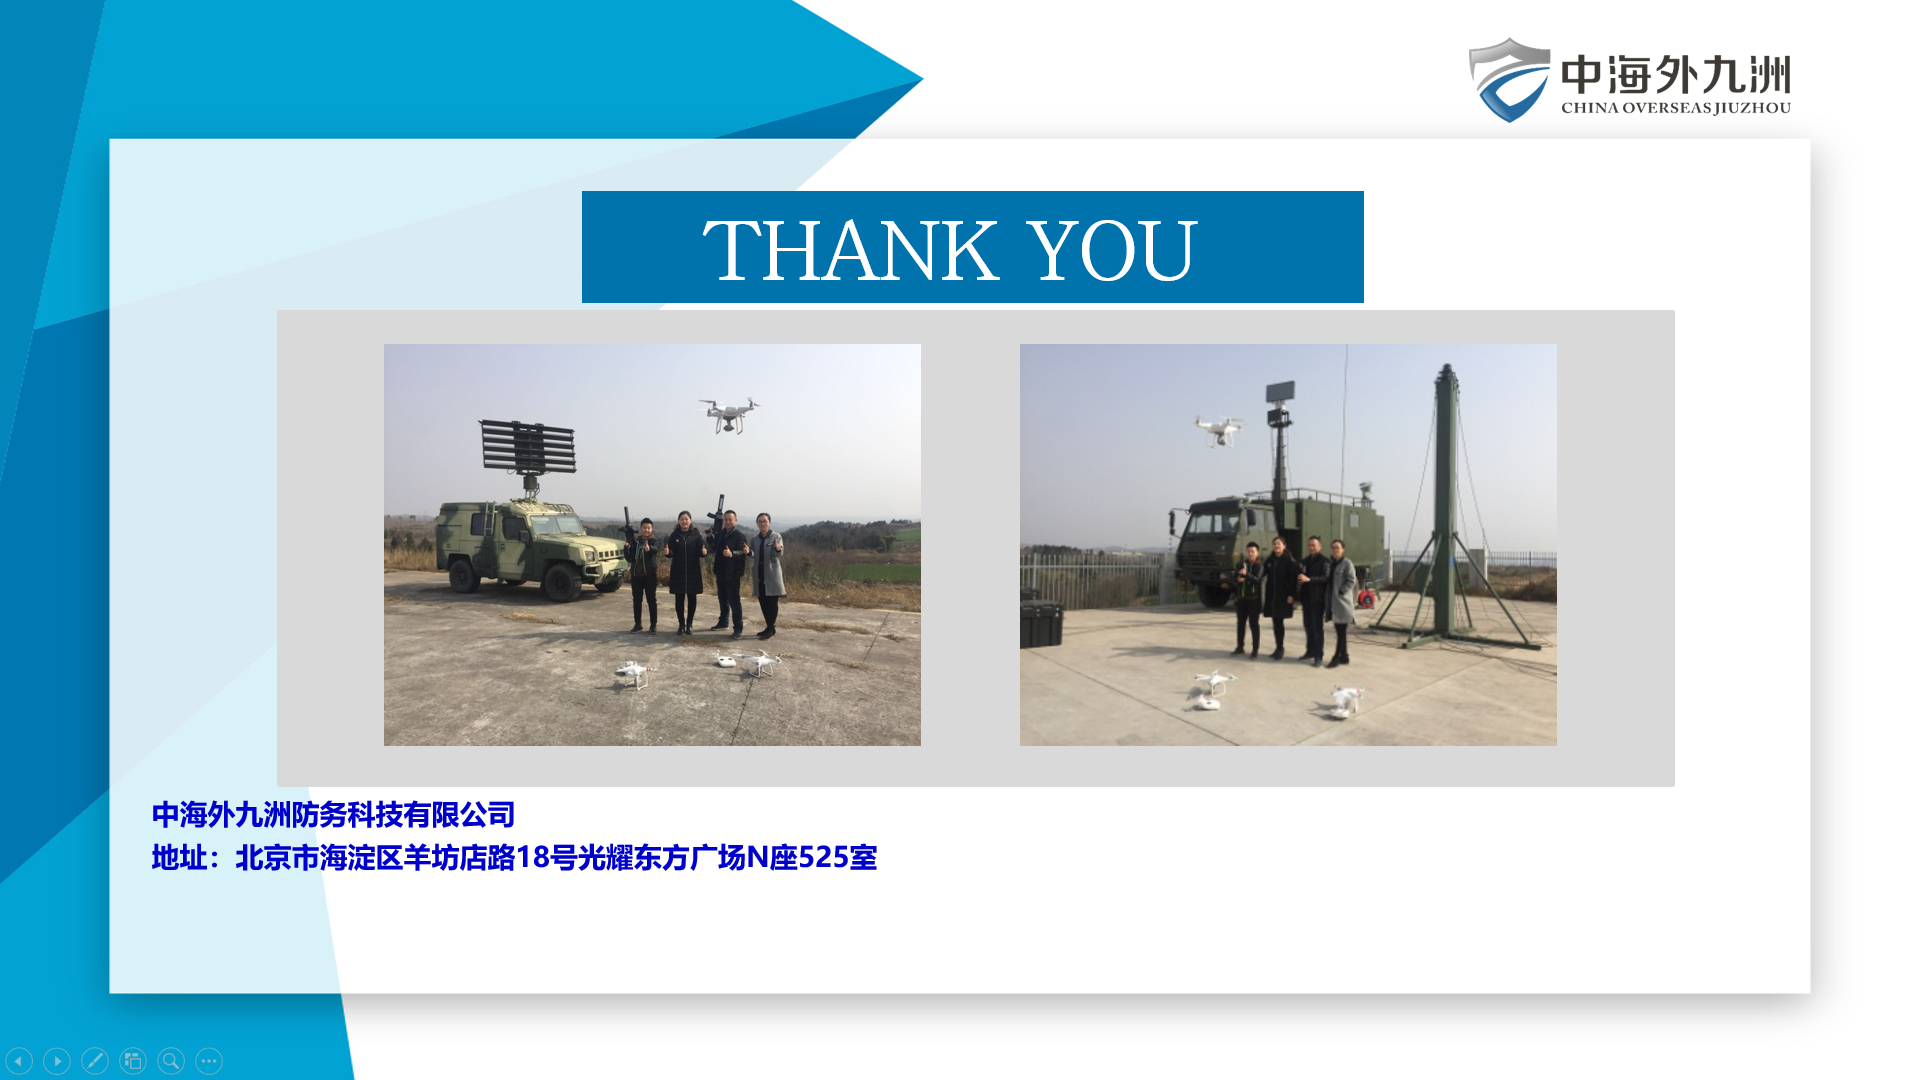 中海外九洲
CHINA OVERSEAS JIUZHOU
THANK YOU
中海外九洲防务科技有限公司
地址：北京市海淀区羊坊店路18号光耀东方广场N座525室